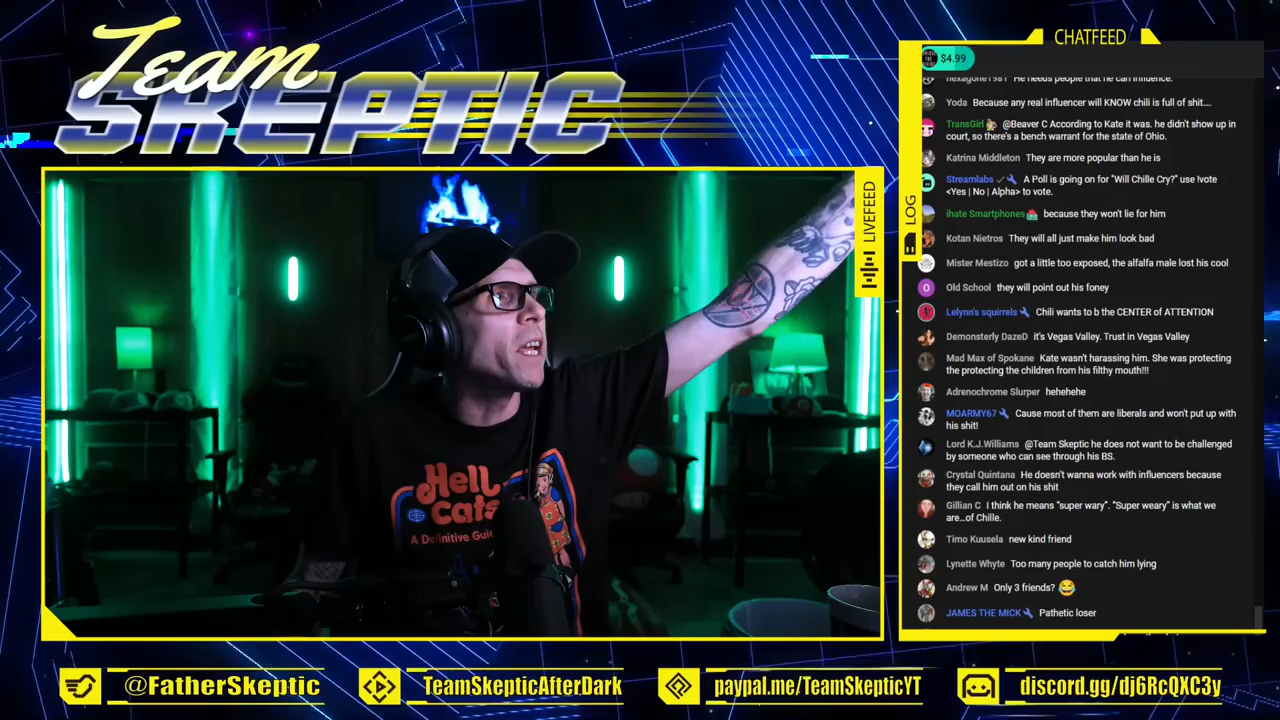 Team
SKEPTIC
CHATFEED
$4.99
hexagone1981 He needs people that he can influence.
Yoda Because any real influencer will KNOW chili is full of shit....
TransGirl @Beaver C According to Kate it was. he didn't show up in
court, so there's a bench warrant for the state of Ohio.
Katrina Middleton They are more popular than he is
Streamlabs A Poll is going on for "Will Chille Cry?" use !vote
<Yes | No | Alpha> to vote.
ihate Smartphones because they won't lie for him
Kotan Nietros They will all just make him look bad
Mister Mestizo got a little too exposed, the alfalfa male lost his cool
O Old School they will point out his foney
Lelynn's squirrels Chili wants to b the CENTER of ATTENTION
Demonsterly DazeD it's Vegas Valley. Trust in Vegas Valley
Mad Max of Spokane Kate wasn't harassing him. She was protecting
the protecting the children from his filthy mouth!!!
Adrenochrome Slurper hehehehe
MOARMY67 Cause most of them are liberals and won't put up with
his shit!
Lord K.J.Williams @Team Skeptic he does not want to be challenged
by someone who can see through his BS.
Crystal Quintana He doesn't wanna work with influencers because
they call him out on his shit
Gillian C I think he means "super wary". "Super weary" is what we
are...of Chille.
Timo Kuusela new kind friend
Lynette Whyte Too many people to catch him lying
Andrew M Only 3 friends? 😂
JAMES THE MICK Pathetic loser
LIVEFEED
LOG
Hell
Cats
A Definitive Gui
@FatherSkeptic
TeamSkepticAfterDark
paypal.me/TeamSkepticYT
discord.gg/dj6RcQXC3y